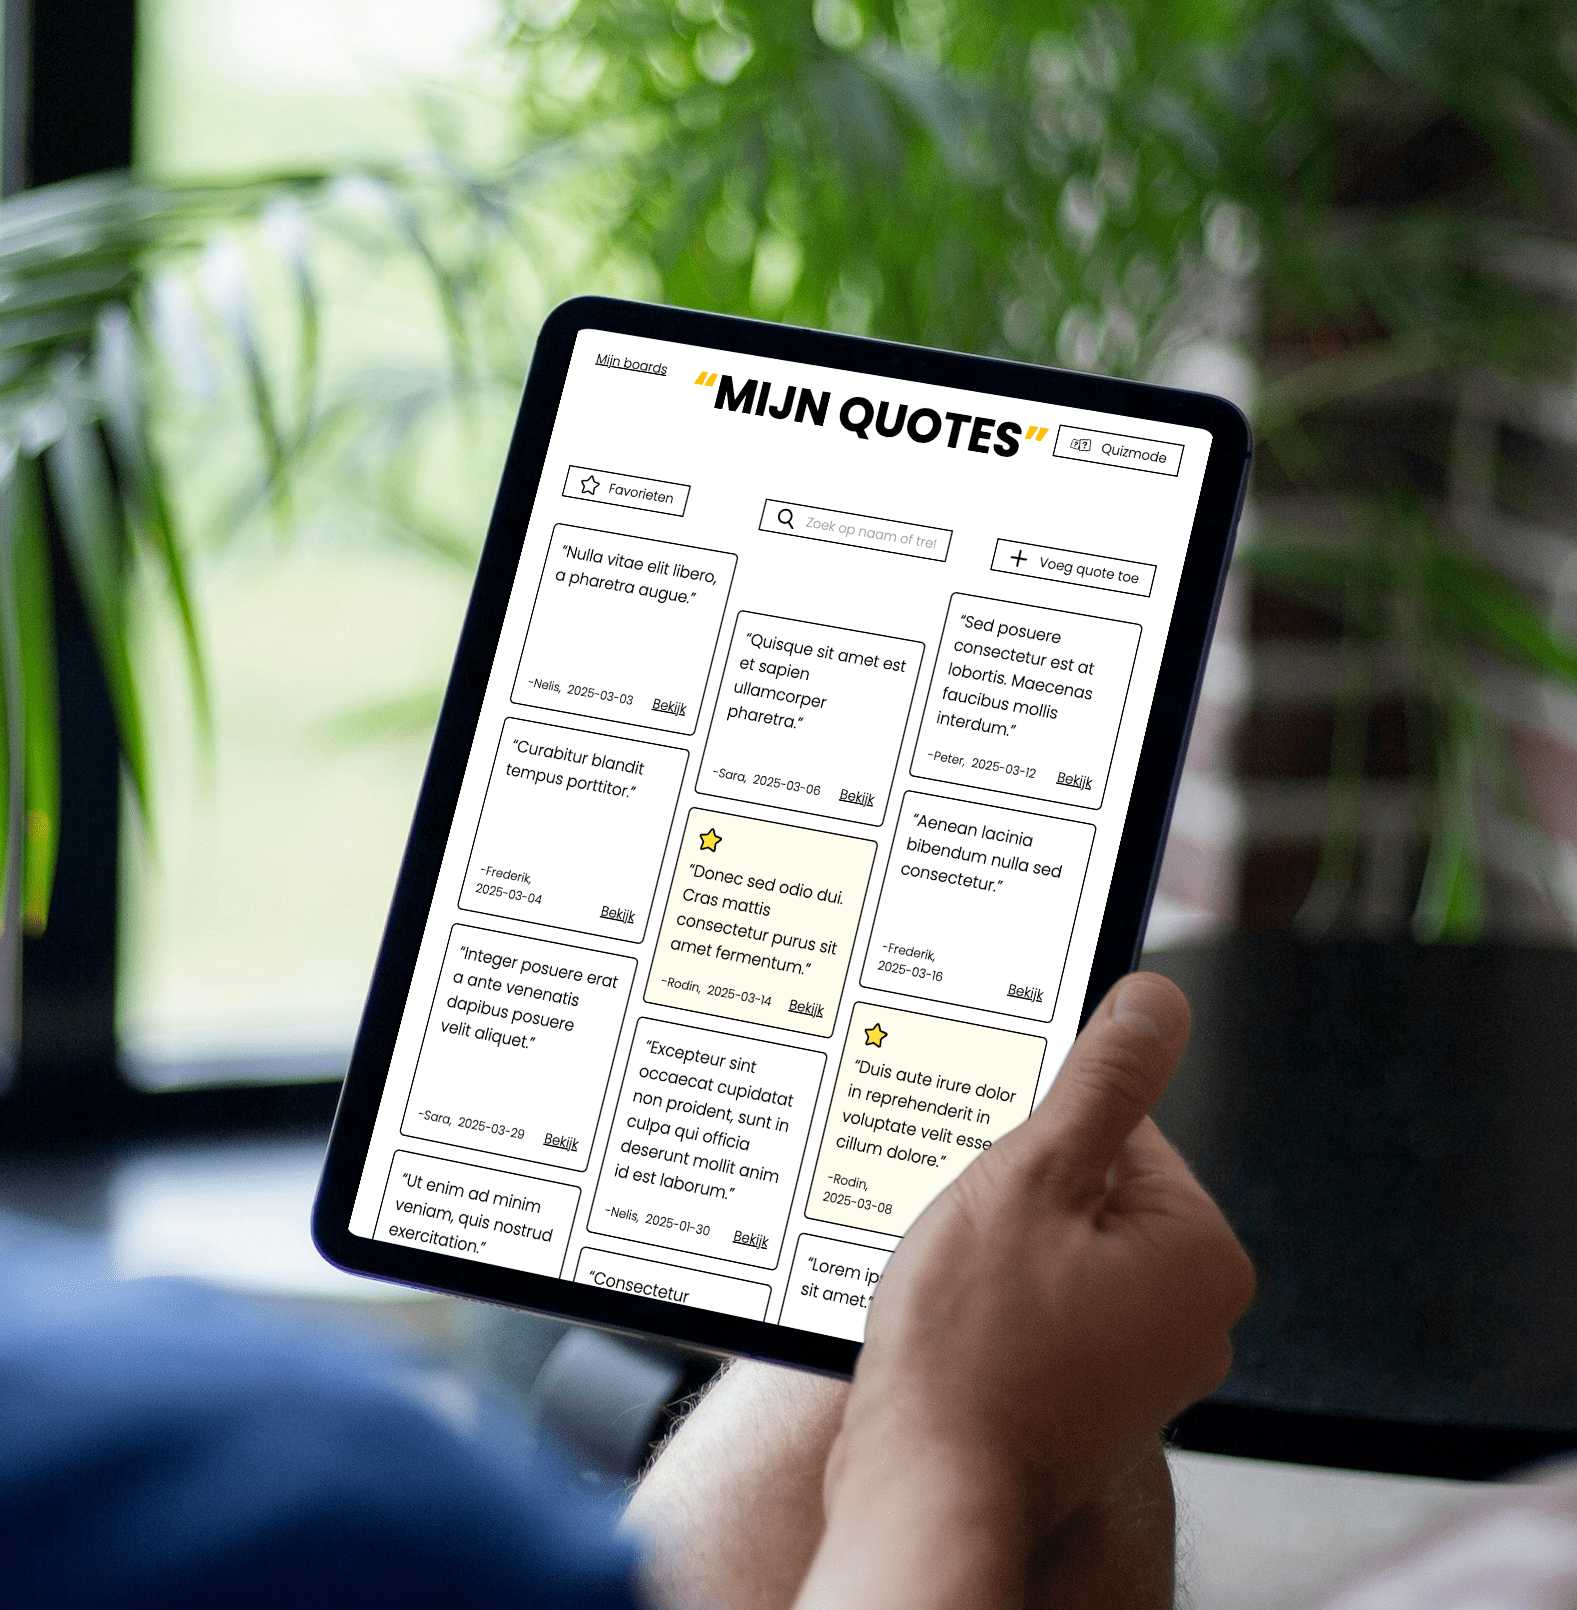 Mijn boards
“MIJN QUOTES”
Quizmode
Favorieten
Zoek op naam of tref
Voeg quote toe
“Nulla vitae elit libero,
a pharetra augue.”
-Nelis, 2025-03-03
Bekijk
“Curabitur blandit
tempus porttitor.”
-Frederik,
2025-03-04
Bekijk
“Integer posuere erat
a ante venenatis
dapibus posuere
velit aliquet.”
-Sara, 2025-03-29
Bekijk
“Ut enim ad minim
veniam, quis nostrud
exercitation.”
“Quisque sit amet est
et sapien
ullamcorper
pharetra.”
-Sara, 2025-03-06
Bekijk
“Donec sed odio dui.
Cras mattis
consectetur purus sit
amet fermentum.”
-Rodin, 2025-03-14
Bekijk
“Excepteur sint
occaecat cupidatat
non proident, sunt in
culpa qui officia
deserunt mollit anim
id est laborum.”
-Nelis, 2025-01-30
Bekijk
“Consectetur
“Sed posuere
consectetur est at
lobortis. Maecenas
faucibus mollis
interdum.”
-Peter, 2025-03-12
Bekijk
“Aenean lacinia
bibendum nulla sed
consectetur.”
-Frederik,
2025-03-16
Bekijk
“Duis aute irure dolor
in reprehenderit in
voluptate velit esse
cillum dolore.”
-Rodin,
2025-03-08
“Lorem ip
sit amet.”